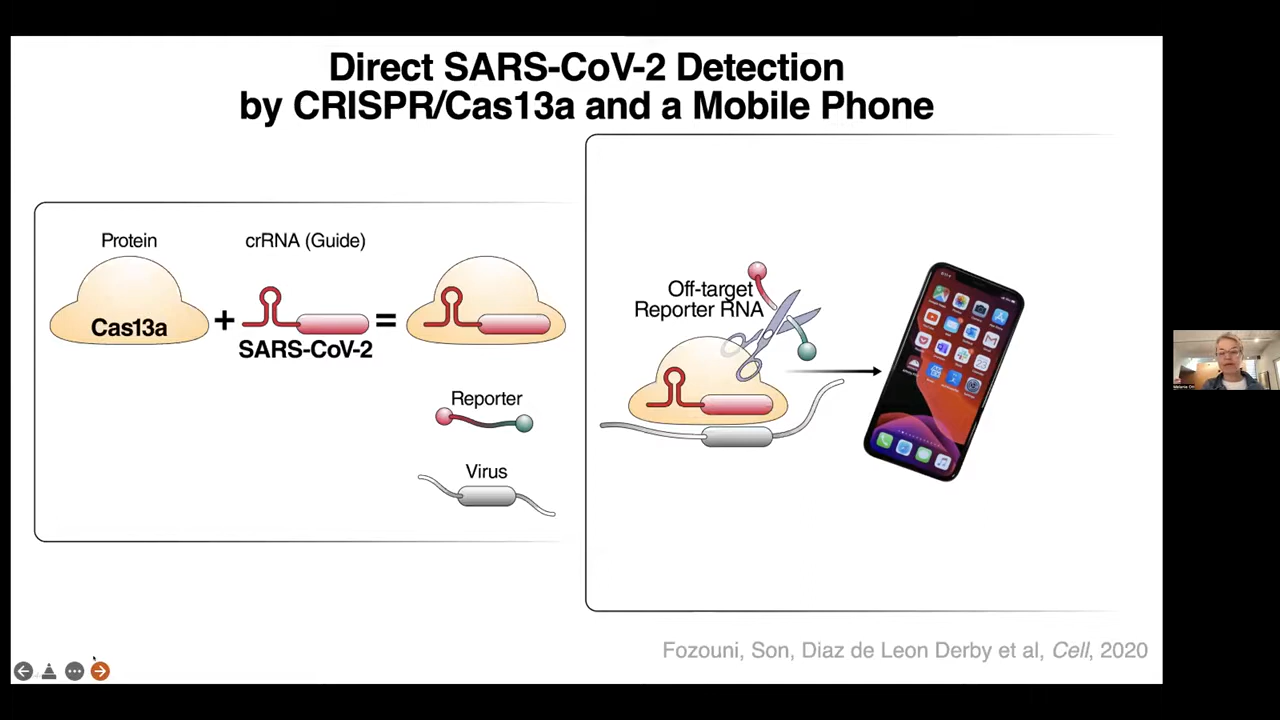 Direct SARS-CoV-2 Detection
by CRISPR/Cas13a and a Mobile Phone
Protein
crRNA (Guide)
Cas13a
+
=
SARS-CoV-2
Reporter
Virus
Off-target
Reporter RNA
Fozouni, Son, Diaz de Leon Derby et al, Cell, 2020